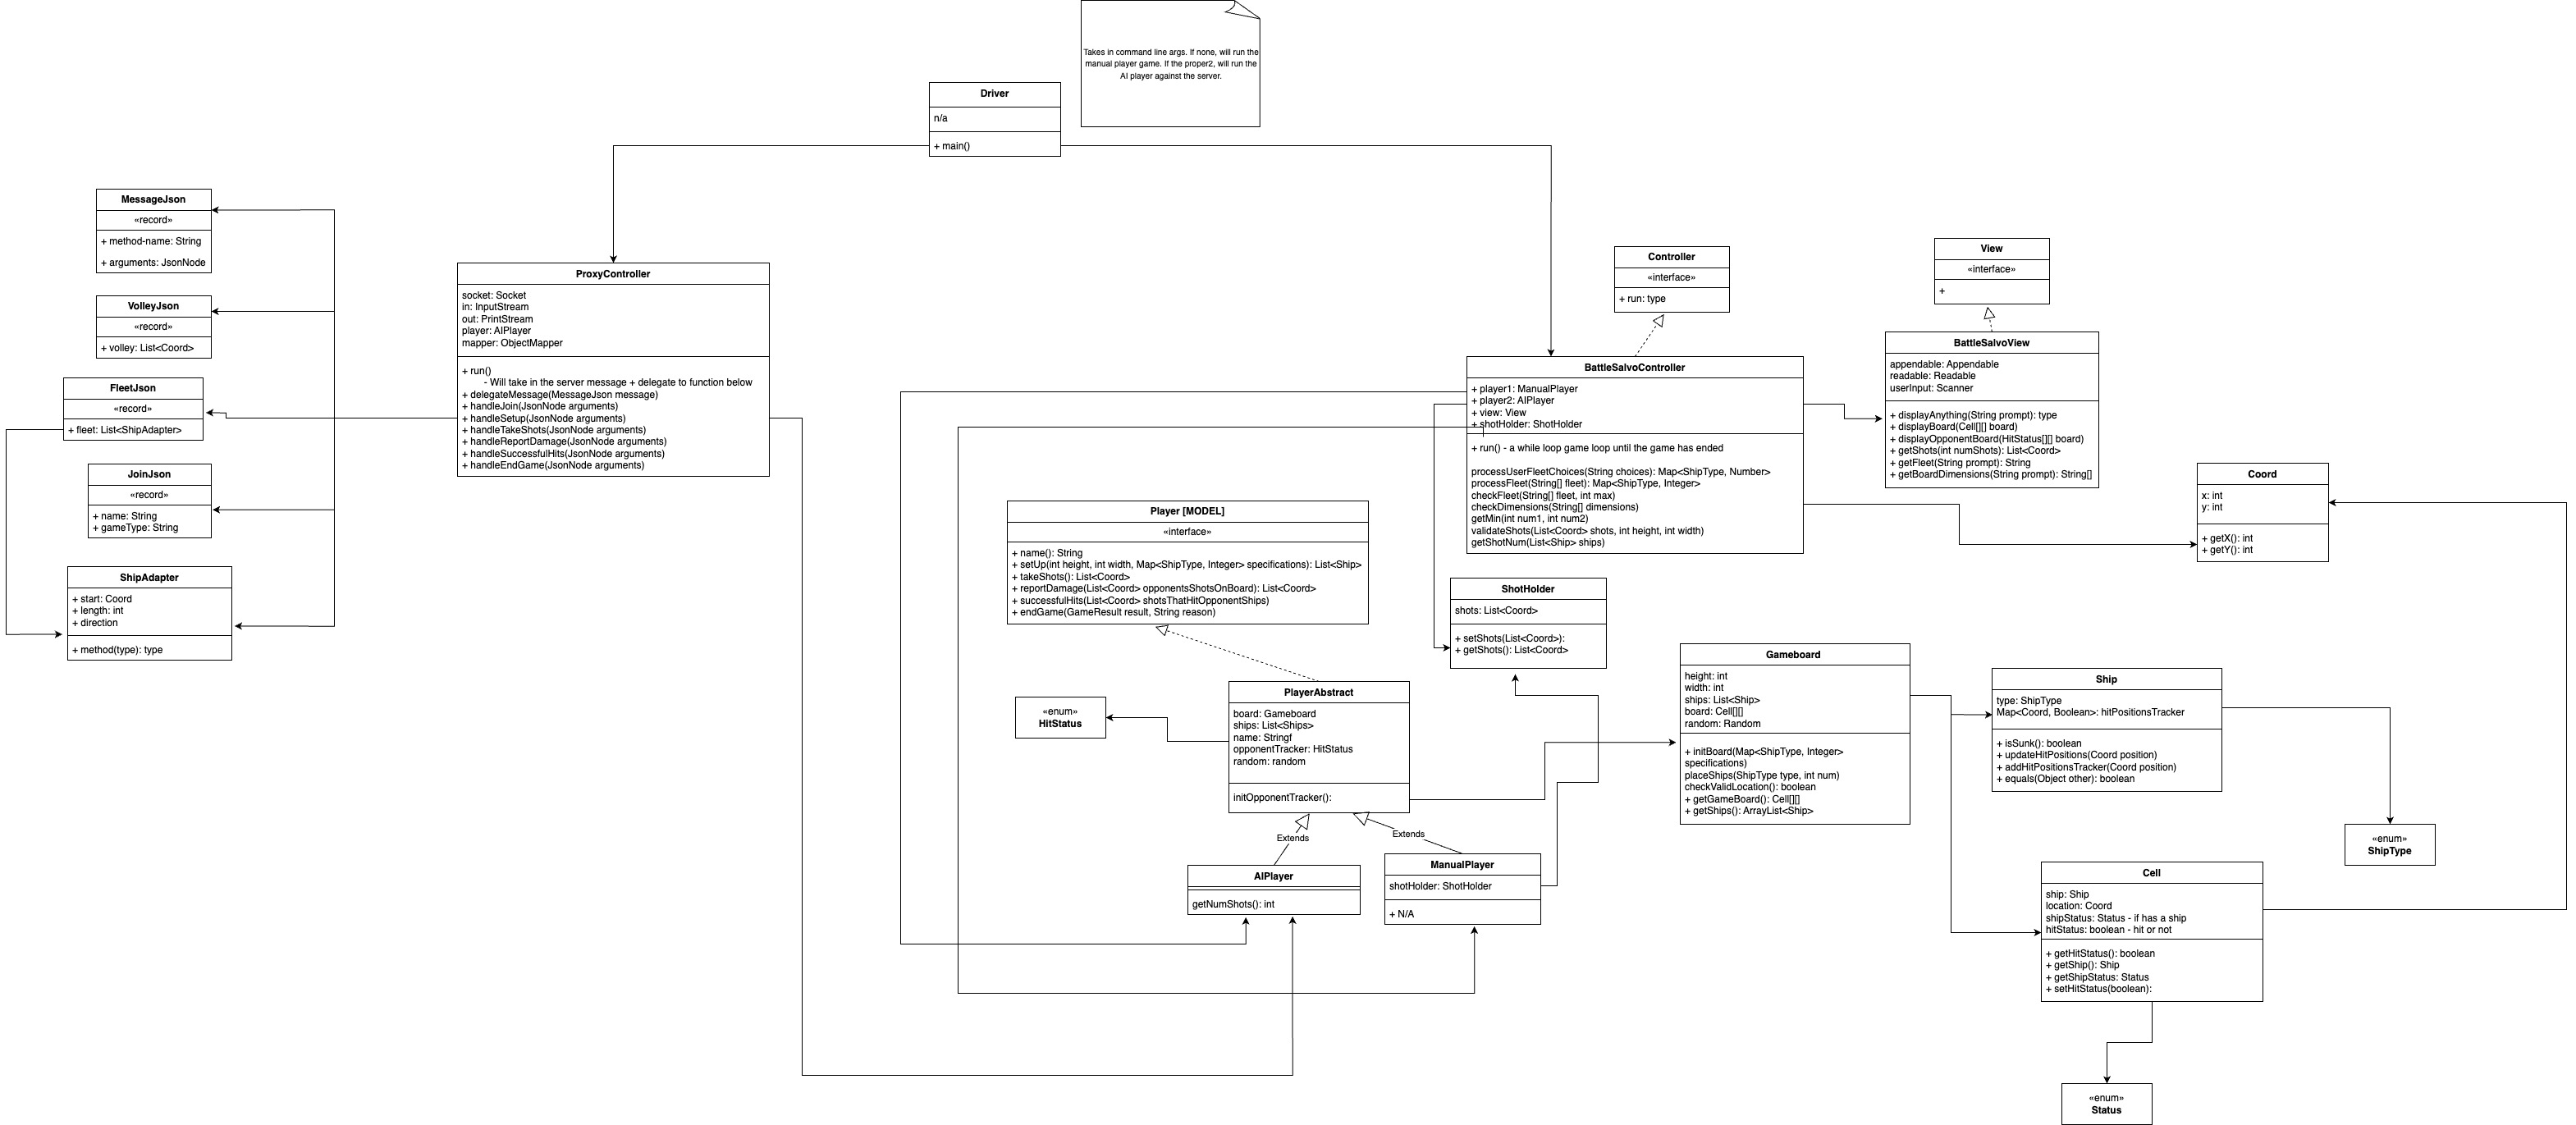 Takes in command line args. If none, will run the
manual player game. If the proper2, will run the
AI player against the server.
Driver
n/a
+ main()
MessageJson
«record»
+ method-name: String
+ arguments: JsonNode
VolleyJson
«record»
+ volley: List<Coord>
FleetJson
«record»
+ fleet: List<ShipAdapter>
JoinJson
«record»
+ name: String
+ gameType: String
ShipAdapter
+ start: Coord
+ length: int
+ direction
+ method(type): type
ProxyController
socket: Socket
in: InputStream
out: PrintStream
player: AIPlayer
mapper: ObjectMapper
+ run()
- Will take in the server message + delegate to function below
+ delegateMessage(MessageJson message)
+ handleJoin(JsonNode arguments)
+ handleSetup(JsonNode arguments)
+ handleTakeShots(JsonNode arguments)
+ handleReportDamage(JsonNode arguments)
+ handleSuccessfulHits(JsonNode arguments)
+ handleEndGame(JsonNode arguments)
Controller
«interface»
+ run: type
View
«interface»
+
BattleSalvoController
+ player1: ManualPlayer
+ player2: AIPlayer
+ view: View
+ shotHolder: ShotHolder
+ run() - a while loop game loop until the game has ended
processUserFleetChoices(String choices): Map<ShipType, Number>
processFleet(String[] fleet): Map<ShipType, Integer>
checkFleet(String[] fleet, int max)
checkDimensions(String[] dimensions)
getMin(int num1, int num2)
validateShots(List<Coord> shots, int height, int width)
getShotNum(List<Ship> ships)
BattleSalvoView
appendable: Appendable
readable: Readable
userInput: Scanner
+ displayAnything(String prompt): type
+ displayBoard(Cell[][] board)
+ displayOpponentBoard(HitStatus[][] board)
+ getShots(int numShots): List<Coord>
+ getFleet(String prompt): String
+ getBoardDimensions(String prompt): String[]
Coord
x: int
y: int
+ getX(): int
+ getY(): int
Player [MODEL]
«interface»
+ name(): String
+ setUp(int height, int width, Map<ShipType, Integer> specifications): List<Ship>
+ takeShots(): List<Coord>
+ reportDamage(List<Coord> opponentsShotsOnBoard): List<Coord>
+ successfulHits(List<Coord> shotsThatHitOpponentShips)
+ endGame(GameResult result, String reason)
ShotHolder
shots: List<Coord>
+ setShots(List<Coord>):
+ getShots(): List<Coord>
«enum»
HitStatus
PlayerAbstract
board: Gameboard
ships: List<Ships>
name: Stringf
opponentTracker: HitStatus
random: random
initOpponentTracker():
Extends
Extends
AIPlayer
getNumShots(): int
ManualPlayer
shotHolder: ShotHolder
+ N/A
Gameboard
height: int
width: int
ships: List<Ship>
board: Cell[][]
random: Random
+ initBoard(Map<ShipType, Integer>
specifications)
placeShips(ShipType type, int num)
checkValidLocation(): boolean
+ getGameBoard(): Cell[][]
+ getShips(): ArrayList<Ship>
Ship
type: ShipType
Map<Coord, Boolean>: hitPositionsTracker
+ isSunk(): boolean
+ updateHitPositions(Coord position)
+ addHitPositionsTracker(Coord position)
+ equals(Object other): boolean
«enum»
ShipType
Cell
ship: Ship
location: Coord
shipStatus: Status - if has a ship
hitStatus: boolean - hit or not
+ getHitStatus(): boolean
+ getShip(): Ship
+ getShipStatus: Status
+ setHitStatus(boolean):
«enum»
Status